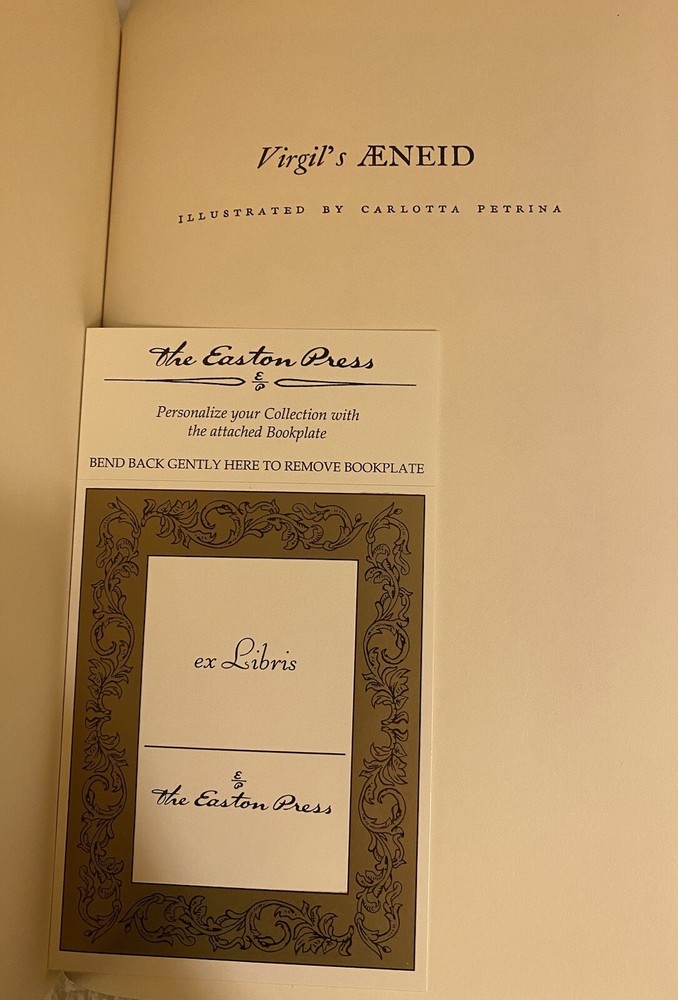 Virgil's ÆNEID
ILLUSTRATED BY CARLOTTA PETRINA
The Easton Press
E
P
Personalize your Collection with
the attached Bookplate
BEND BACK GENTLY HERE TO REMOVE BOOKPLATE
ex Libris
E
P
The Easton Press